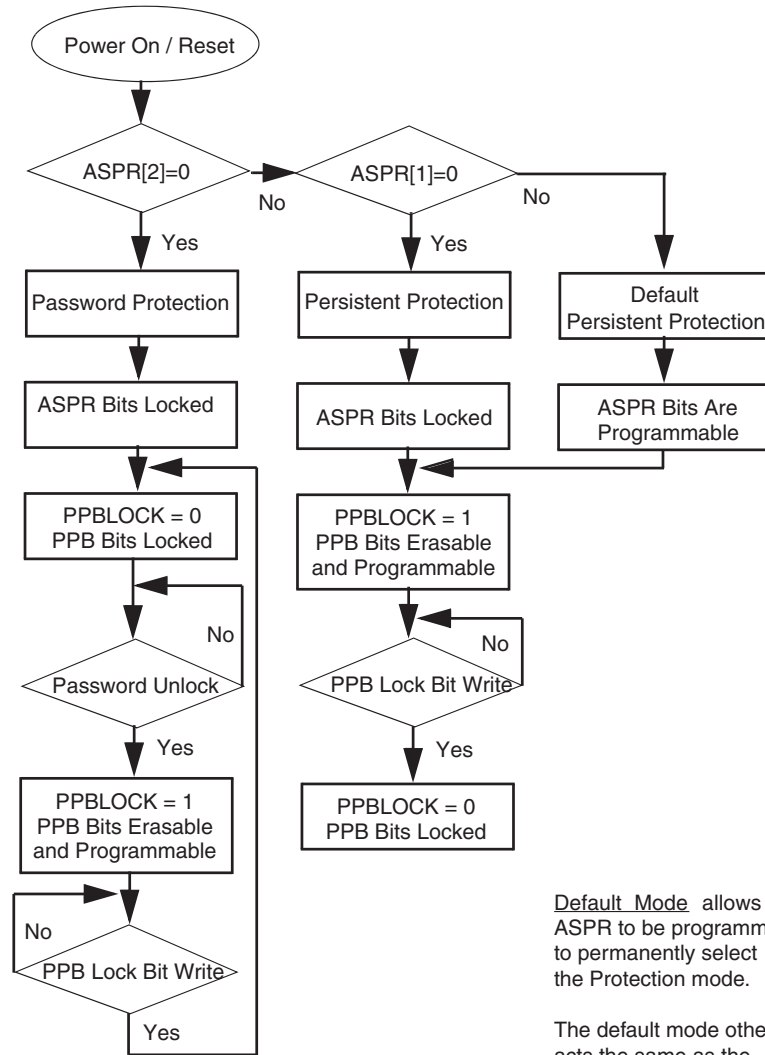 Power On / Reset
ASPR[2]=0
No
ASPR[1]=0
No
Yes
Yes
Password Protection
Persistent Protection
Default
Persistent Protection
ASPR Bits Locked
ASPR Bits Locked
ASPR Bits Are
Programmable
PPBLOCK = 0
PPB Bits Locked
PPBLOCK = 1
PPB Bits Erasable
and Programmable
No
Password Unlock
No
PPB Lock Bit Write
Yes
Yes
PPBLOCK = 1
PPB Bits Erasable
and Programmable
PPBLOCK = 0
PPB Bits Locked
No
PPB Lock Bit Write
Yes
Default Mode allows
ASPR to be programm
to permanently select
the Protection mode.
The default mode othe
acts the same as the